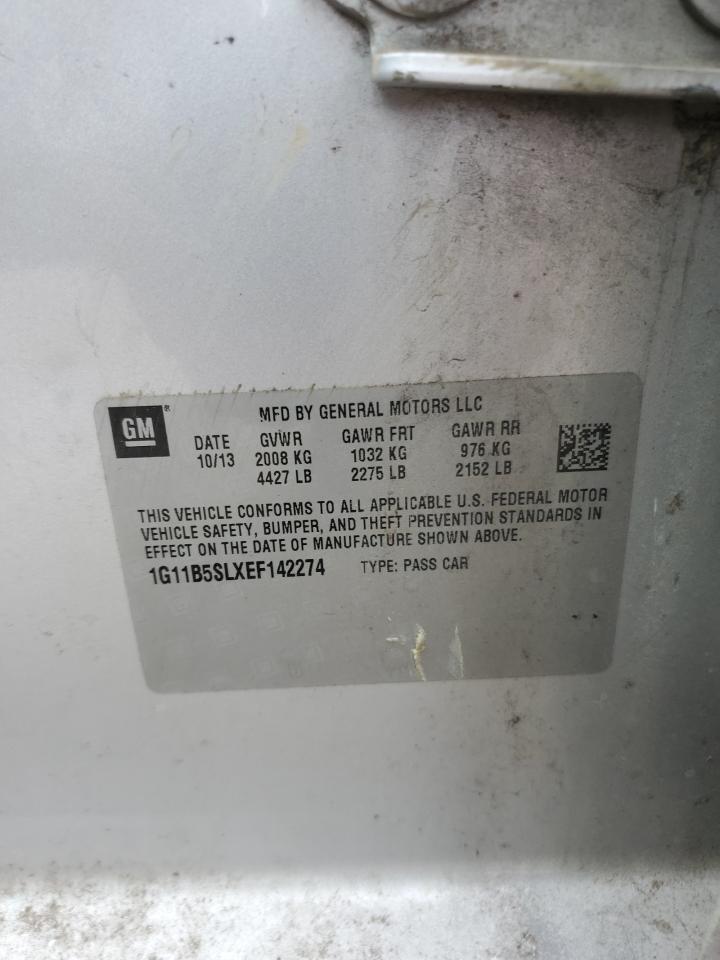 GM®
MFD BY GENERAL MOTORS LLC
DATE GVWR GAWR FRT GAWR RR
10/13 2008 KG 1032 KG 976 KG
4427 LB 2275 LB 2152 LB
THIS VEHICLE CONFORMS TO ALL APPLICABLE U.S. FEDERAL MOTOR
VEHICLE SAFETY, BUMPER, AND THEFT PREVENTION STANDARDS IN
EFFECT ON THE DATE OF MANUFACTURE SHOWN ABOVE.
1G11B5SLXEF142274 TYPE: PASS CAR